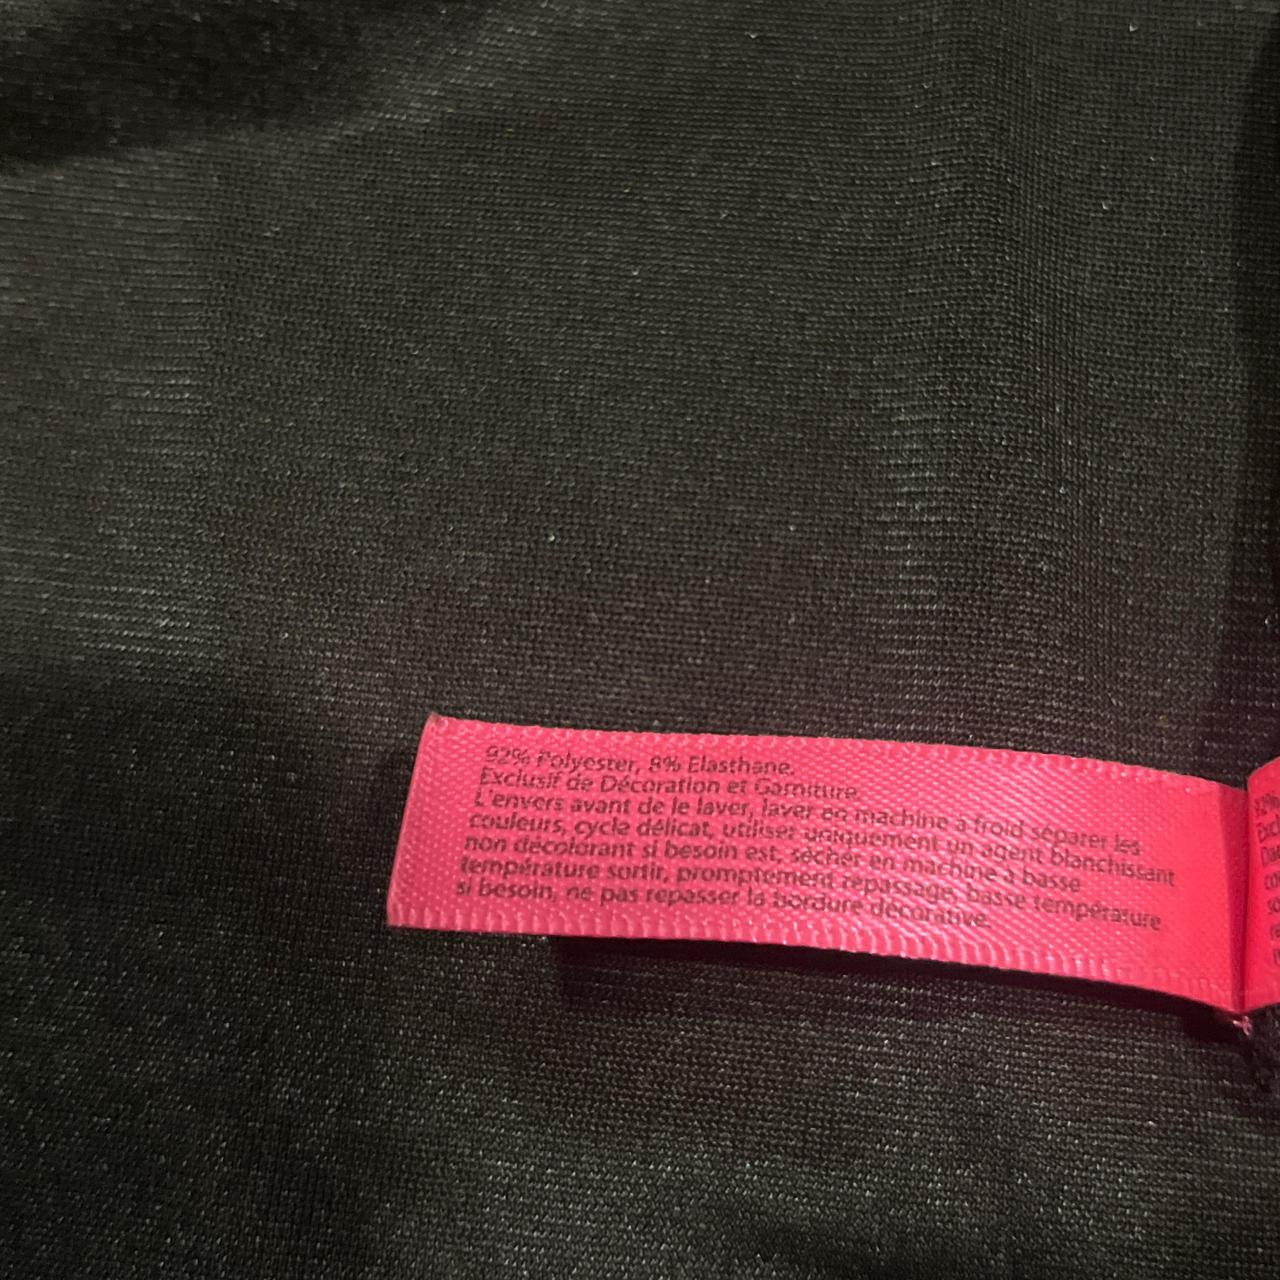 92% Polyester, 8% Elasthane.
Exclusif de Décoration et Garniture.
L'envers avant de le laver, laver en machine à froid séparer les
couleurs, cycle délicat, utiliser uniquement un agent blanchissant
non décolorant si besoin est, sécher en machine à basse
température sortir, promptement repassage, basse température
si besoin, ne pas repasser la bordure décorative.